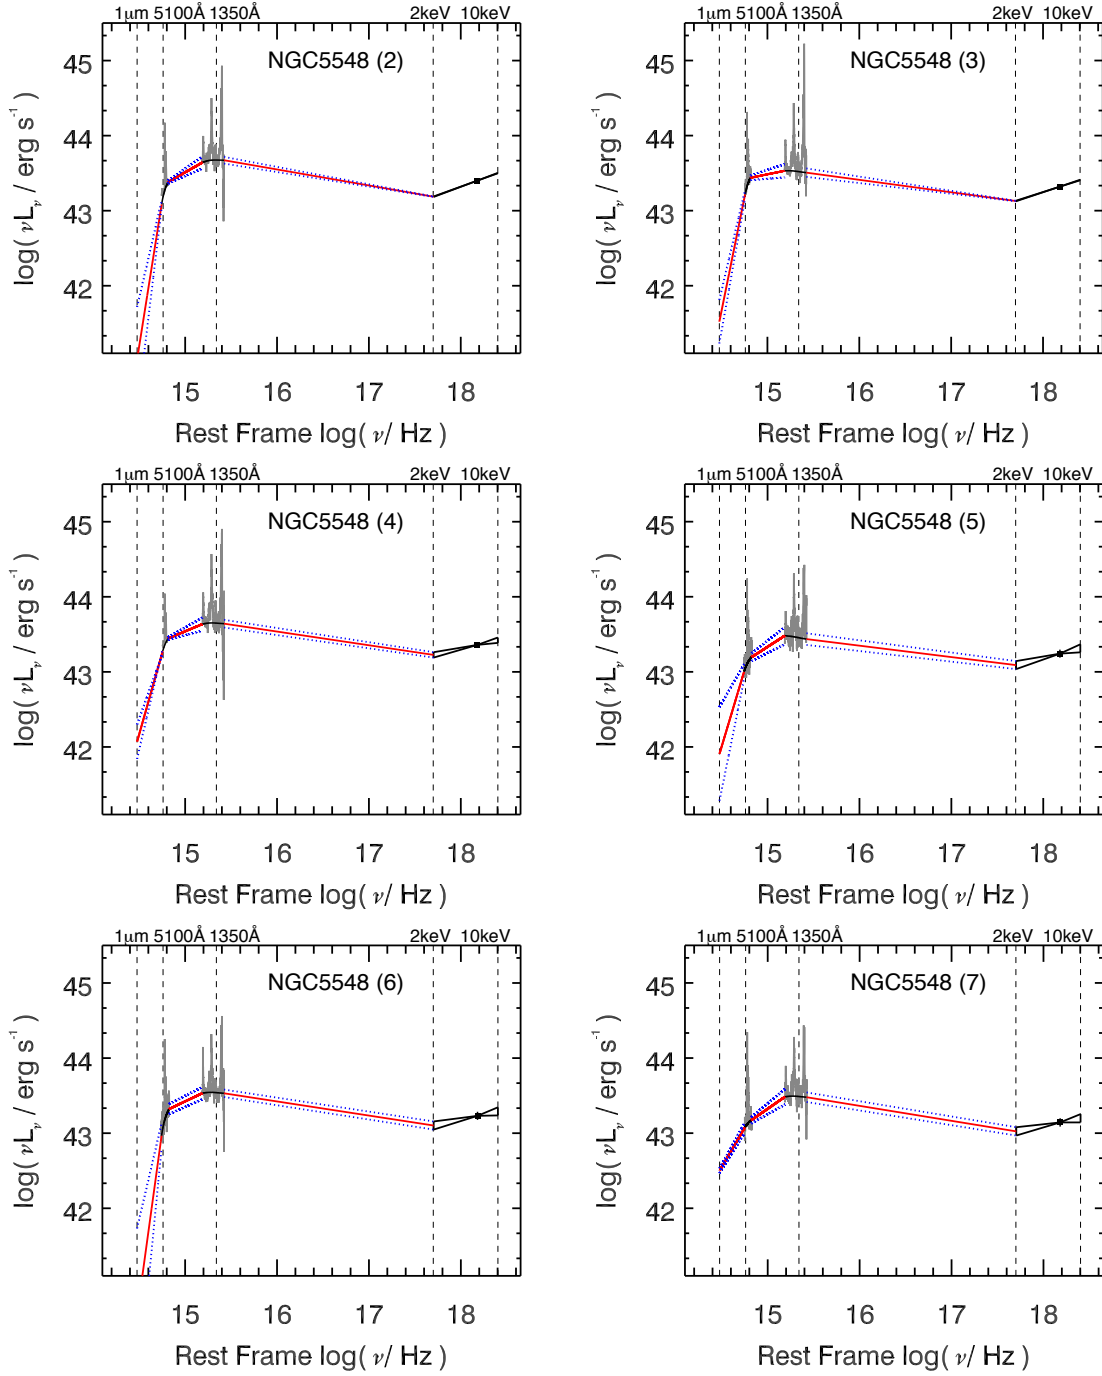 1μm 5100Å 1350Å 2keV 10keV
NGC5548 (2)
45
44
43
42
log( νLν / erg s-1 )
15 16 17 18
Rest Frame log( ν/ Hz )
1μm 5100Å 1350Å 2keV 10keV
NGC5548 (3)
45
44
43
42
log( νLν / erg s-1 )
15 16 17 18
Rest Frame log( ν/ Hz )
1μm 5100Å 1350Å 2keV 10keV
NGC5548 (4)
45
44
43
42
log( νLν / erg s-1 )
15 16 17 18
Rest Frame log( ν/ Hz )
1μm 5100Å 1350Å 2keV 10keV
NGC5548 (5)
45
44
43
42
log( νLν / erg s-1 )
15 16 17 18
Rest Frame log( ν/ Hz )
1μm 5100Å 1350Å 2keV 10keV
NGC5548 (6)
45
44
43
42
log( νLν / erg s-1 )
15 16 17 18
Rest Frame log( ν/ Hz )
1μm 5100Å 1350Å 2keV 10keV
NGC5548 (7)
45
44
43
42
log( νLν / erg s-1 )
15 16 17 18
Rest Frame log( ν/ Hz )